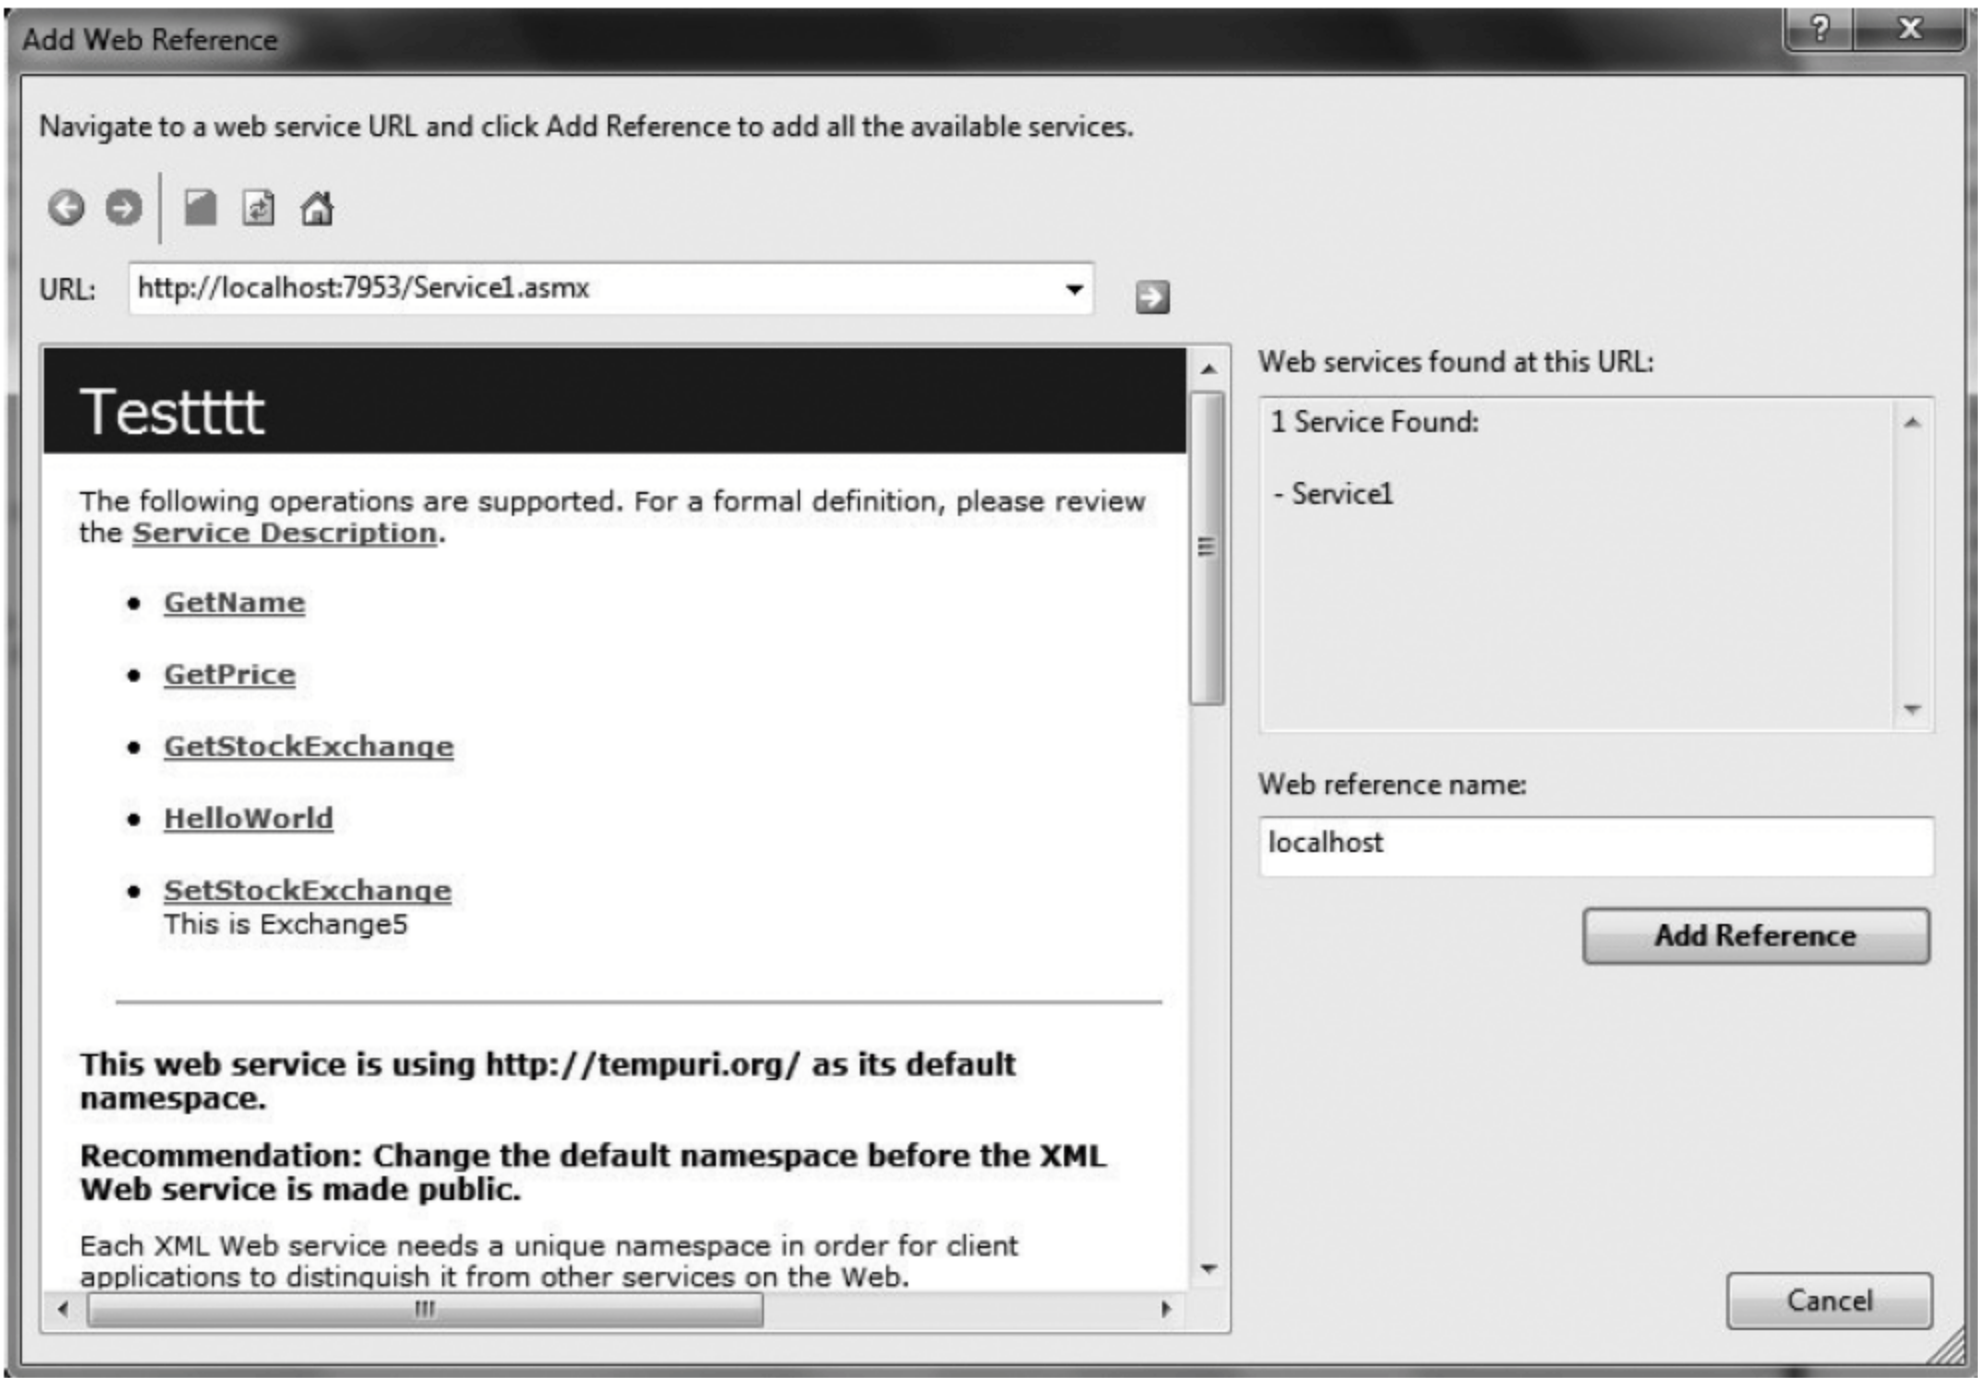 Add Web Reference
?
X
Navigate to a web service URL and click Add Reference to add all the available services.
URL:
http://localhost:7953/Service1.asmx
Testttt
The following operations are supported. For a formal definition, please review
the Service Description.
• GetName
• GetPrice
• GetStockExchange
• HelloWorld
• SetStockExchange
This is Exchange5
This web service is using http://tempuri.org/ as its default
namespace.
Recommendation: Change the default namespace before the XML
Web service is made public.
Each XML Web service needs a unique namespace in order for client
applications to distinguish it from other services on the Web.
Web services found at this URL:
1 Service Found:
- Service1
Web reference name:
localhost
Add Reference
Cancel